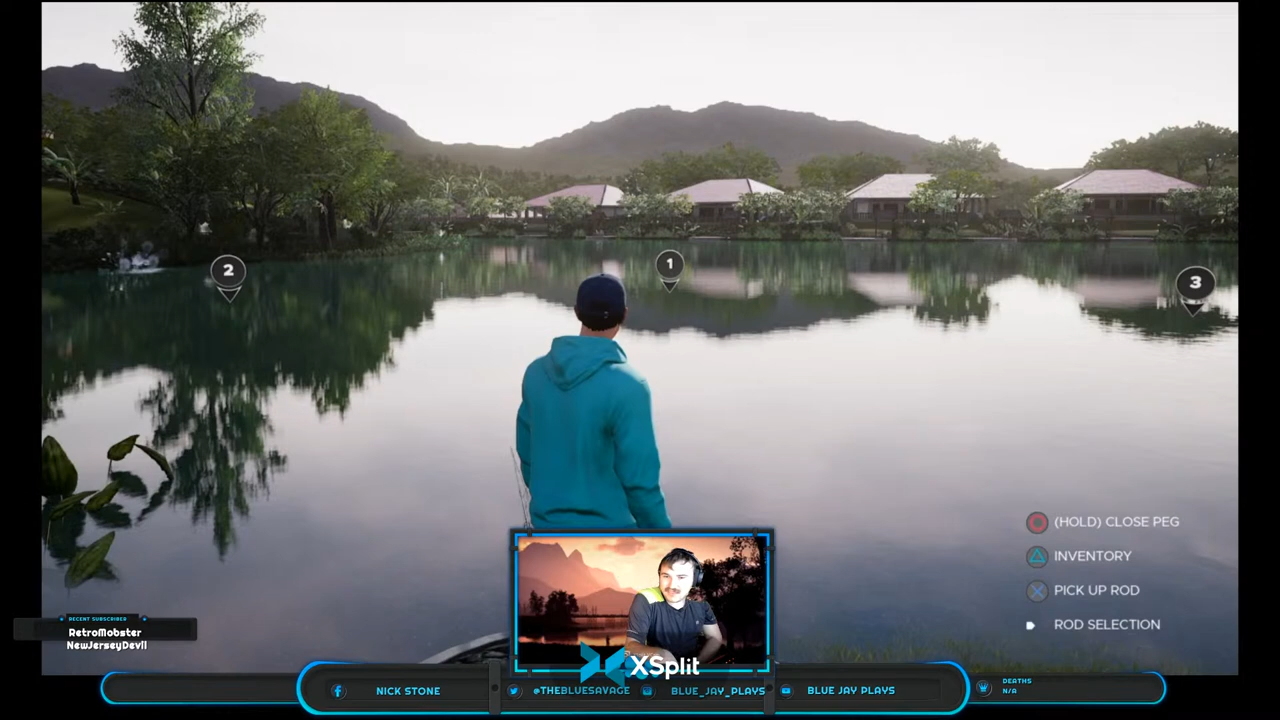 2
1
3
(HOLD) CLOSE PEG
INVENTORY
PICK UP ROD
ROD SELECTION
RECENT SUBSCRIBER
RetroMobster
NewJerseyDevil
XSplit
NICK STONE
@THEBLUESAVAGE
BLUE_JAY_PLAYS
BLUE JAY PLAYS
DEATHS
N/A